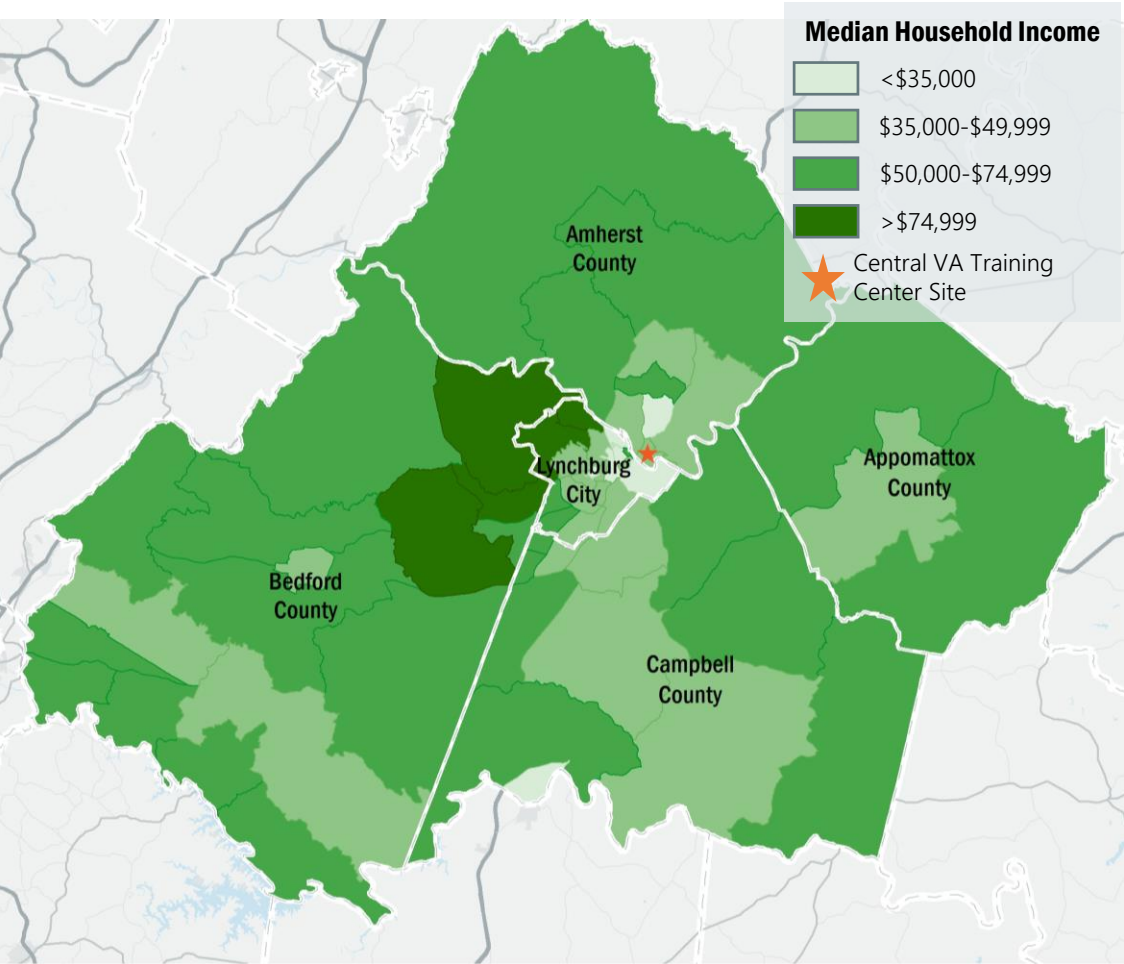 Median Household Income
<$35,000
$35,000-$49,999
$50,000-$74,999
>$74,999
Central VA Training
Center Site
Amherst
County
Lynchburg
City
Appomattox
County
Bedford
County
Campbell
County